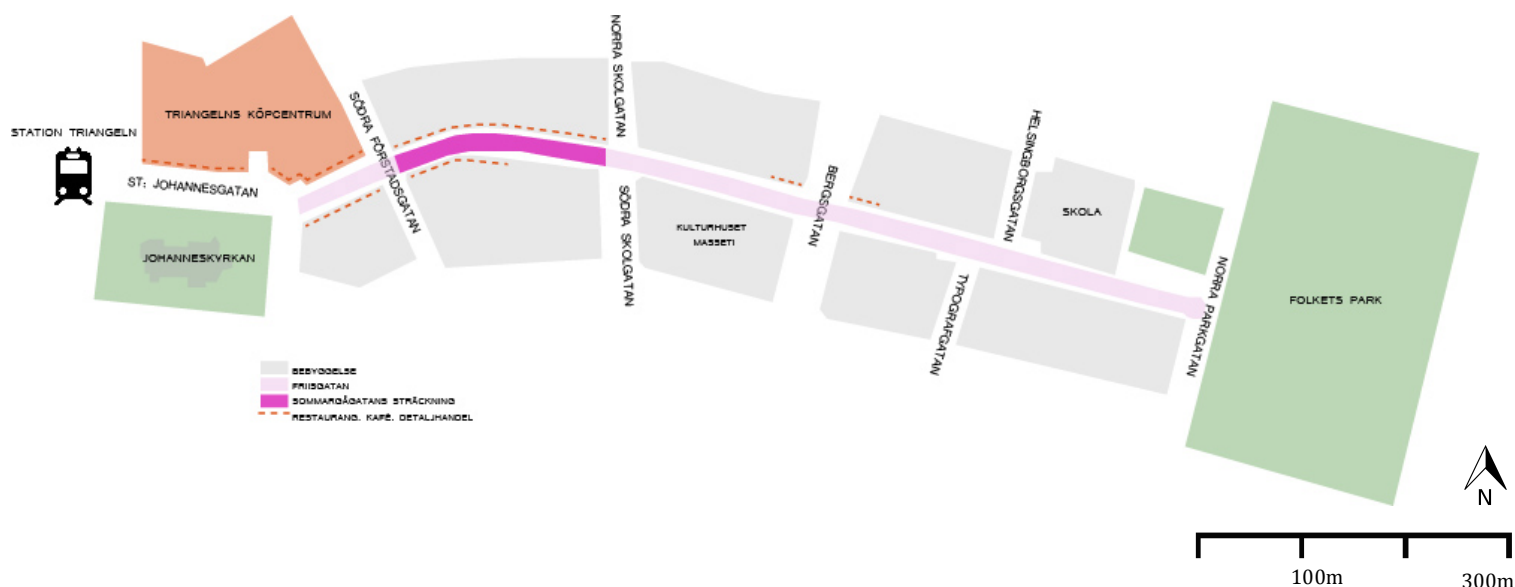 STATION TRIANGELN
TRIANGELNS KÖPCENTRUM
ST: JOHANNESGATAN
JOHANNESKYRKAN
SÖDRA FÖRSTADSGATAN
NORRA SKOLGATAN
SÖDRA SKOLGATAN
KULTURHUSET
MASSETI
BERGSGATAN
HELSINGBORGSGATAN
TYPOGRAFGATAN
SKOLA
NORRA PARKGATAN
FOLKETS PARK
BEBYGGELSE
FRIISGATAN
SOMMARGÅGATANS STRÄCKNING
RESTAURANG, KAFÉ, DETALJHANDEL
N
100m
300m